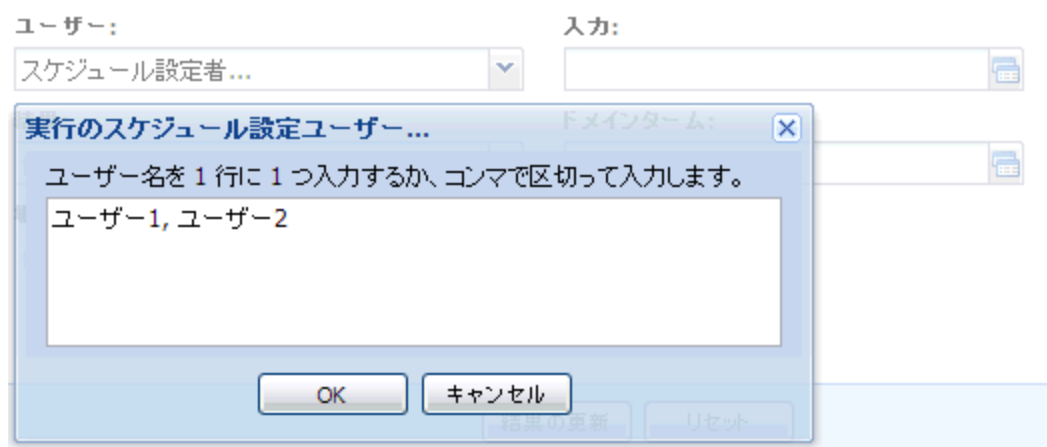 ユーザー:
入力:
スケジュール設定者...
実行のスケジュール設定ユーザー...
ドメインターム:
ユーザー名を 1 行に 1 つ入力するか、コンマで区切って入力します。
ユーザー1, ユーザー2
OK
キャンセル
結果の更新
リセット